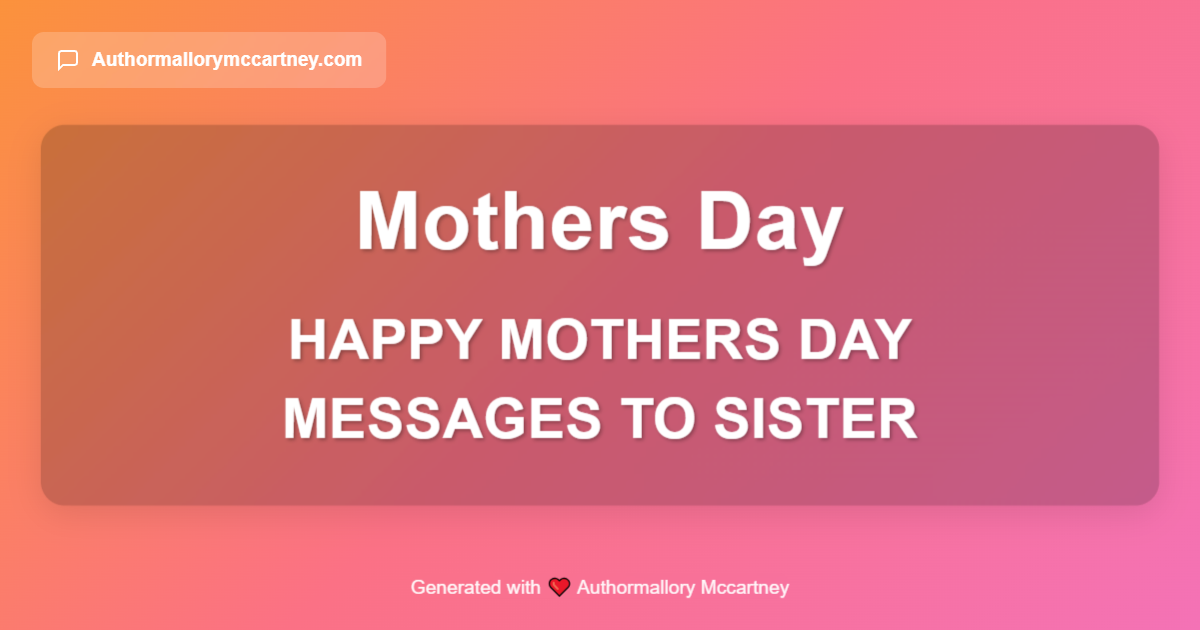 Authormallorymccartney.com
Mothers Day
HAPPY MOTHERS DAY
MESSAGES TO SISTER
Generated with ❤️ Authormallory Mccartney